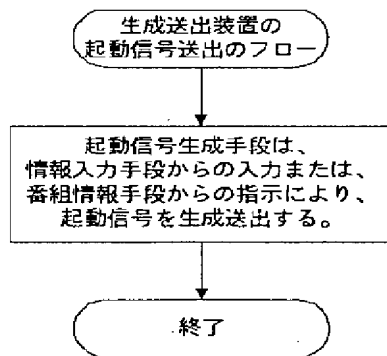 生成送出装置の
起動信号送出のフロー
起動信号生成手段は、
情報入力手段からの入力または、
番組情報手段からの指示により、
起動信号を生成送出する。
終了